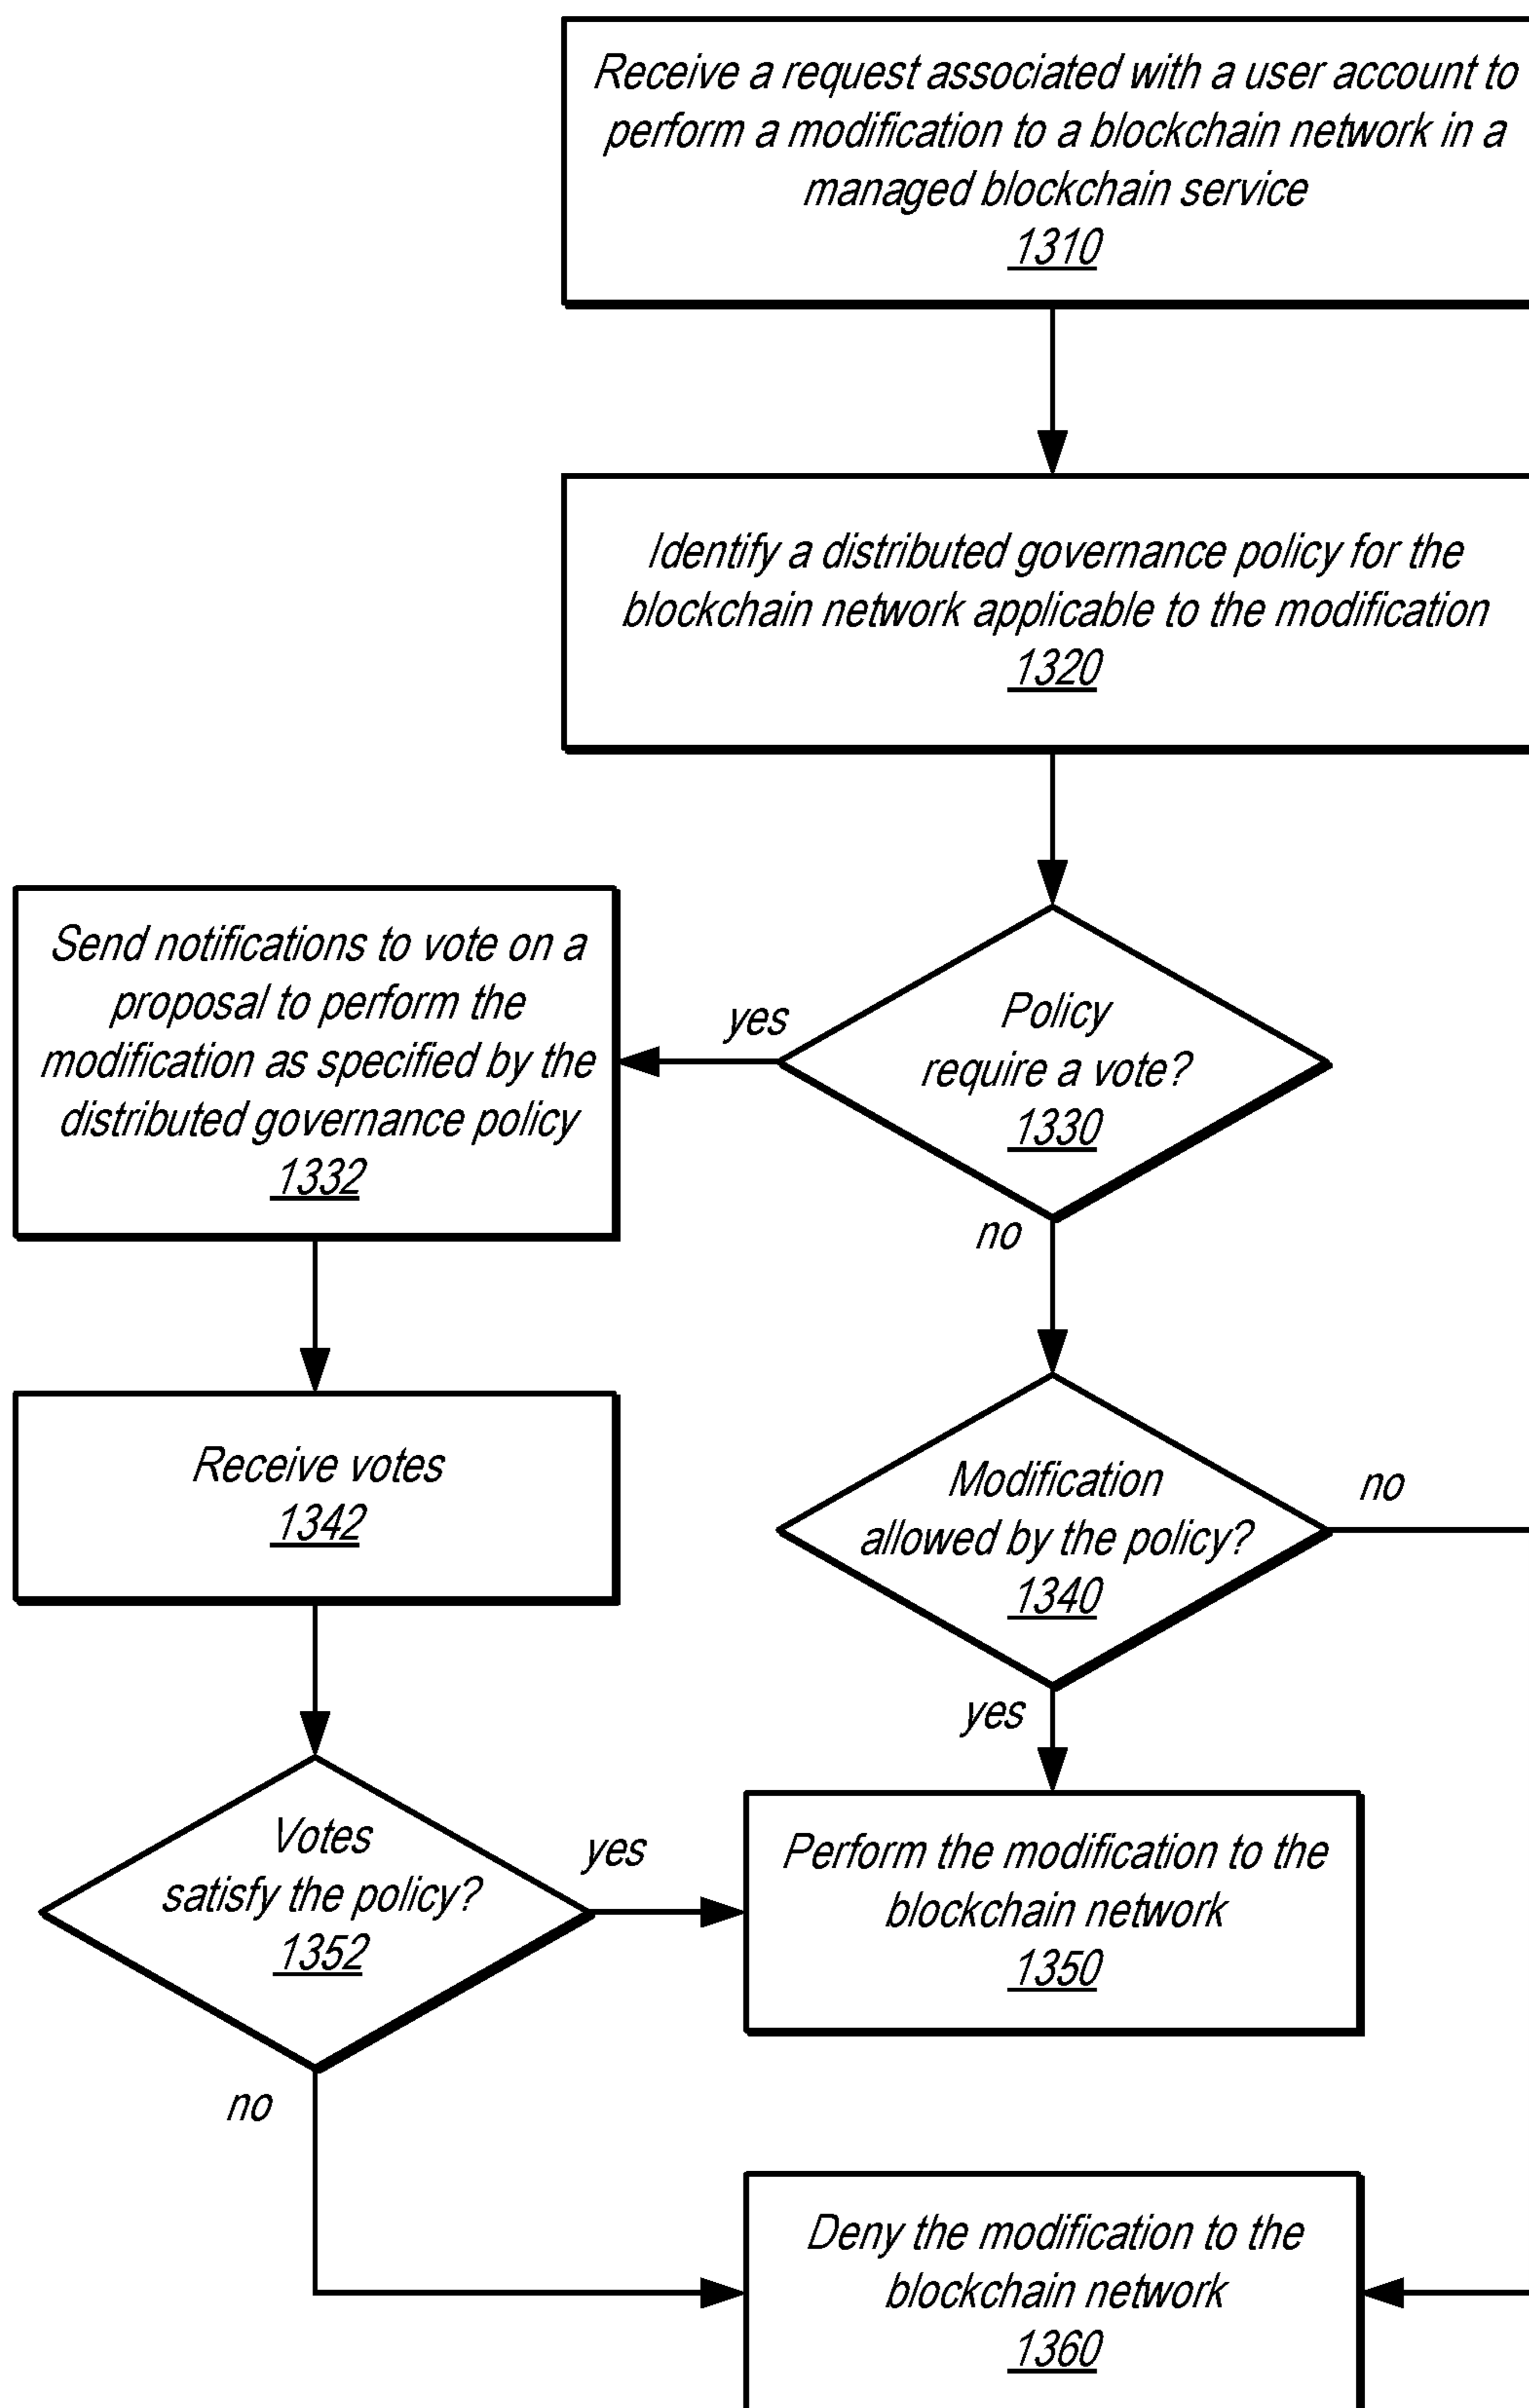 Receive a request associated with a user account to
perform a modification to a blockchain network in a
managed blockchain service
1310
Identify a distributed governance policy for the
blockchain network applicable to the modification
1320
Policy
require a vote?
1330
yes
no
Send notifications to vote on a
proposal to perform the
modification as specified by the
distributed governance policy
1332
Receive votes
1342
Modification
allowed by the policy?
1340
no
yes
Votes
satisfy the policy?
1352
yes
no
Perform the modification to the
blockchain network
1350
Deny the modification to the
blockchain network
1360